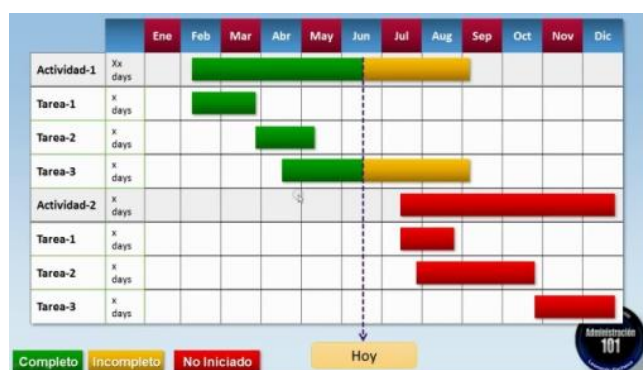 Ene Feb Mar Abr May Jun Jul Aug Sep Oct Nov Dic
Actividad-1 Xx days
Tarea-1 x days
Tarea-2 x days
Tarea-3 x days
Actividad-2 x days
Tarea-1 x days
Tarea-2 x days
Tarea-3 x days
Completo Incompleto No Iniciado Hoy
Administración
101